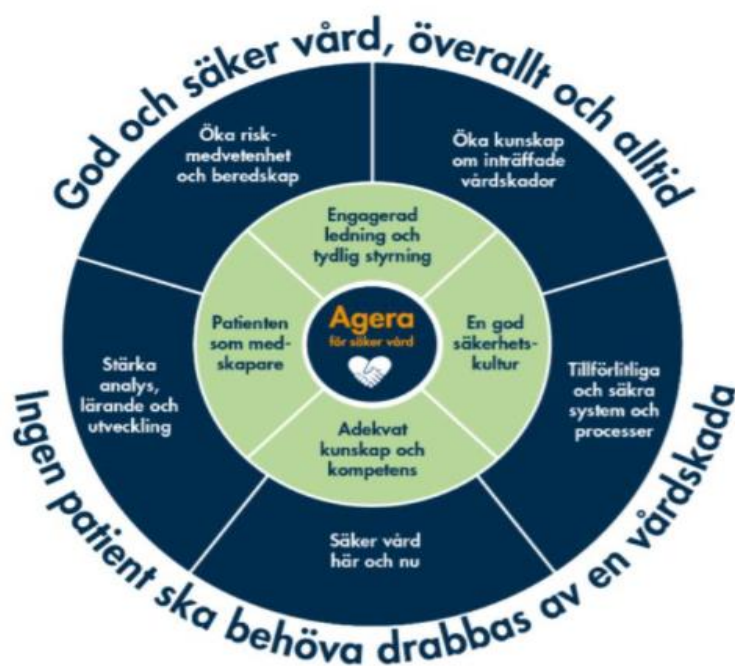 God och säker vård, överallt och alltid
Öka risk-
medvetenhet
och beredskap
Öka kunskap
om inträffade
vårdskador
Engagerad
ledning och
tydlig styrning
Patienten
som med-
skapare
Agera
för säker vård
En god
säkerhets-
kultur
Stärka
analys,
lärande och
utveckling
Tillförlitliga
och säkra
system och
processer
Adekvat
kunskap och
kompetens
Säker vård
här och nu
Ingen patient ska behöva drabbas av en vårdskada